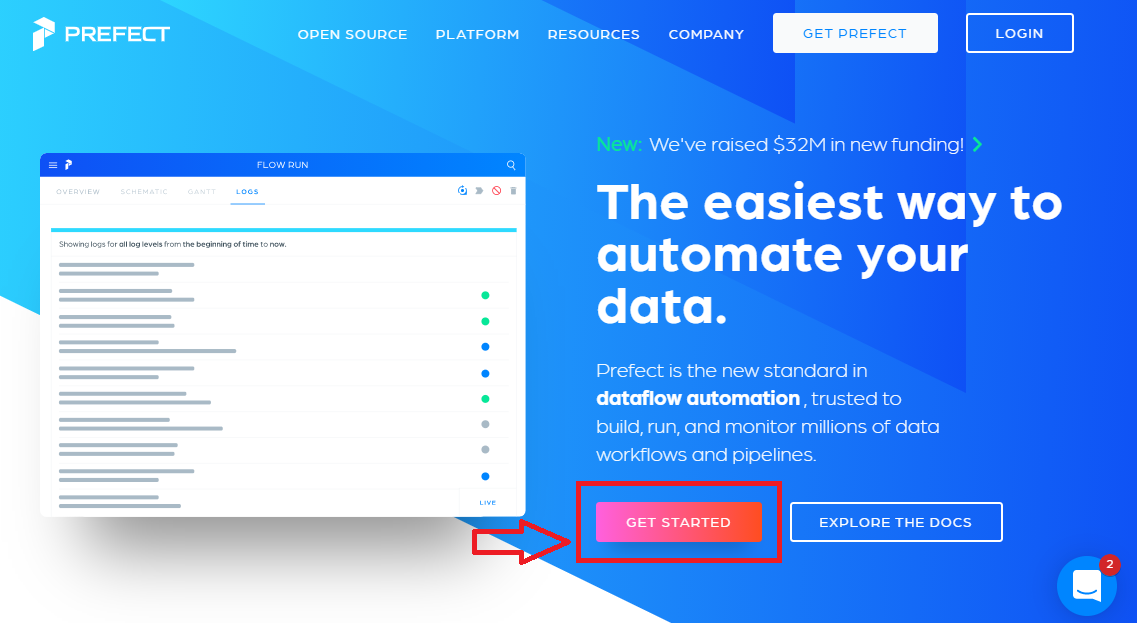 PREFECT
OPEN SOURCE PLATFORM RESOURCES COMPANY GET PREFECT LOGIN
FLOW RUN
OVERVIEW SCHEMATIC GANTT LOGS
Showing logs for all log levels from the beginning of time to now.
LIVE
New: We've raised $32M in new funding!
The easiest way to
automate your
data.
Prefect is the new standard in
dataflow automation , trusted to
build, run, and monitor millions of data
workflows and pipelines.
GET STARTED EXPLORE THE DOCS
2